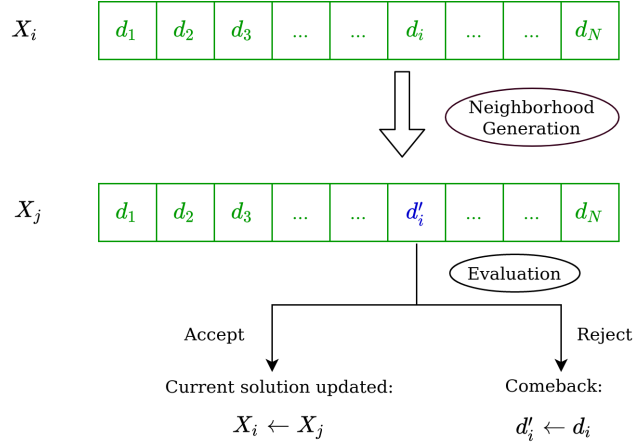 X_i d_1 d_2 d_3 ... ... d_i ... ... d_N
Neighborhood
Generation
X_j d_1 d_2 d_3 ... ... d'_i ... ... d_N
Evaluation
Accept Reject
Current solution updated: Comeback:
X_i ← X_j d'_i ← d_i